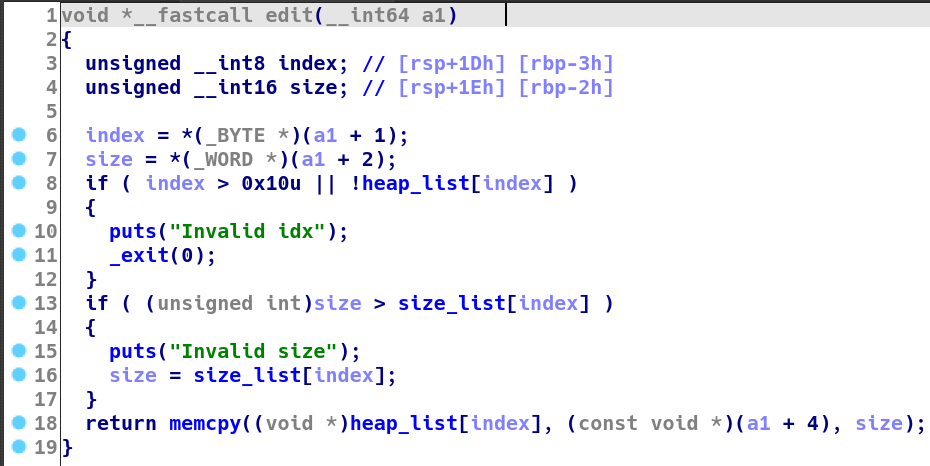 1 void *__fastcall edit(__int64 a1)
2 {
3 unsigned __int8 index; // [rsp+1Dh] [rbp-3h]
4 unsigned __int16 size; // [rsp+1Eh] [rbp-2h]
5
6 index = *(_BYTE *)(a1 + 1);
7 size = *(_WORD *)(a1 + 2);
8 if ( index > 0x10u || !heap_list[index] )
9 {
10 puts("Invalid idx");
11 _exit(0);
12 }
13 if ( (unsigned int)size > size_list[index] )
14 {
15 puts("Invalid size");
16 size = size_list[index];
17 }
18 return memcpy((void *)heap_list[index], (const void *)(a1 + 4), size);
19 }